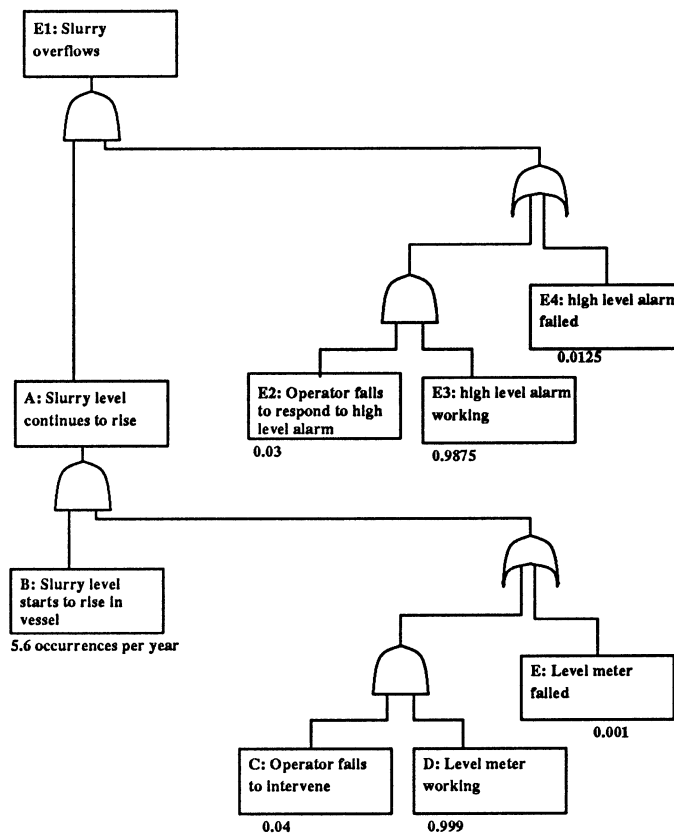 E1: Slurry
overflows
E4: high level alarm
failed
0.0125
E2: Operator fails
to respond to high
level alarm
0.03
E3: high level alarm
working
0.9875
A: Slurry level
continues to rise
B: Slurry level
starts to rise in
vessel
5.6 occurrences per year
E: Level meter
failed
0.001
C: Operator fails
to intervene
0.04
D: Level meter
working
0.999